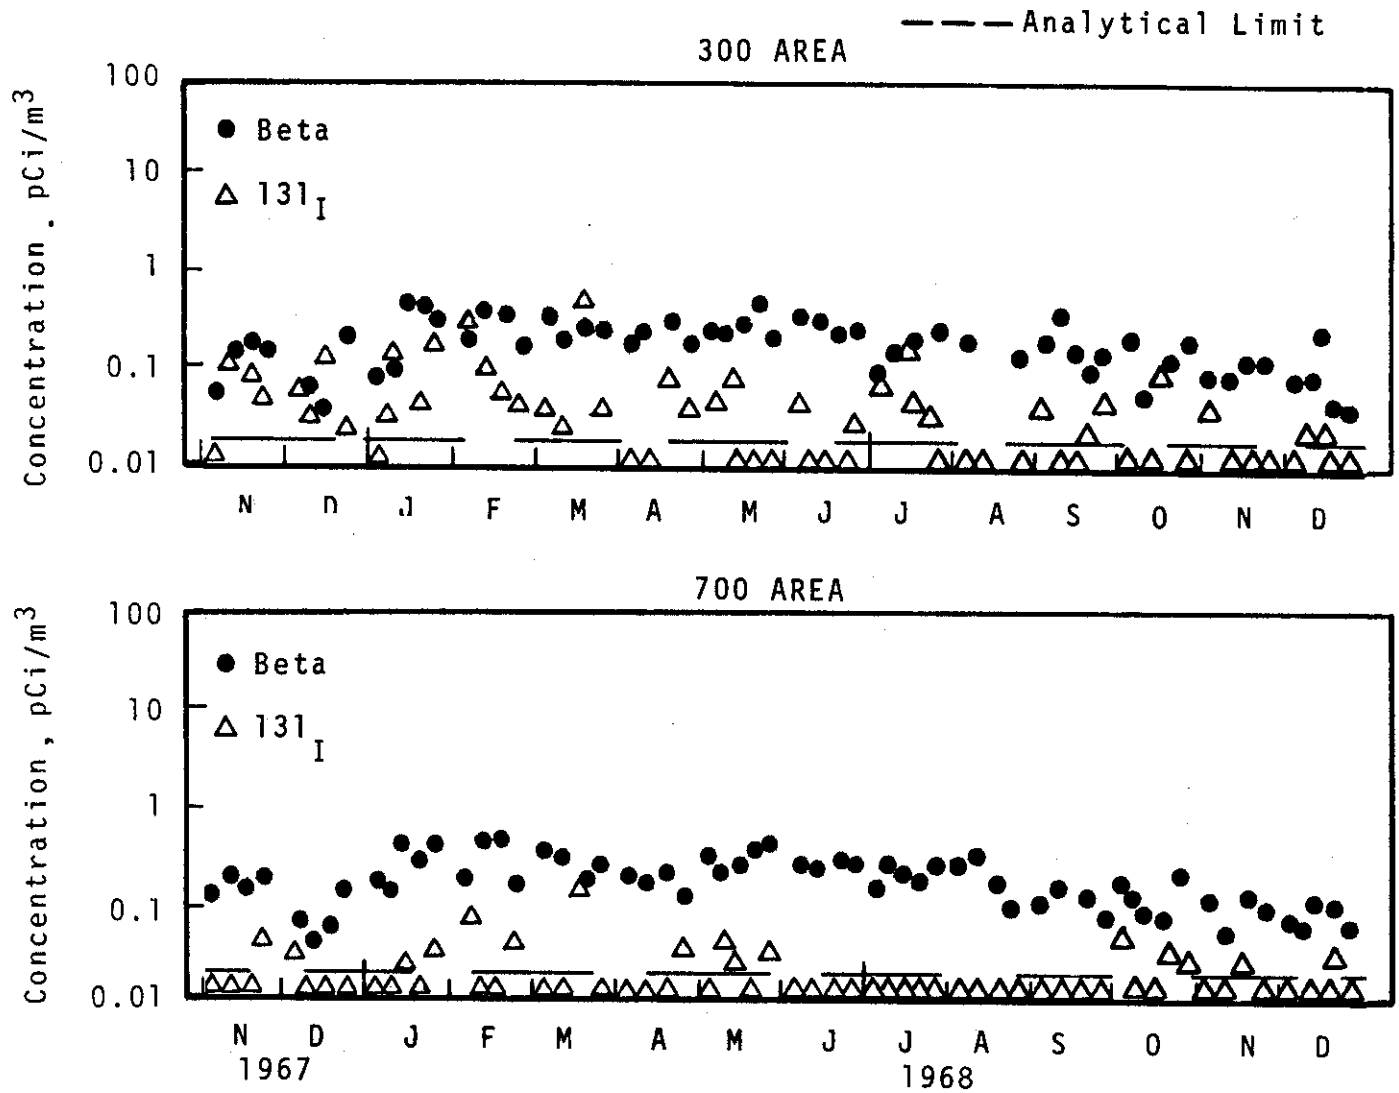 Analytical Limit
300 AREA
Concentration. pCi/m3
100
10
1
0.1
0.01
Beta
131I
N D J F M A M J J A S O N D
700 AREA
Concentration, pCi/m3
100
10
1
0.1
0.01
Beta
131I
N D J F M A M J J A S O N D
1967 1968